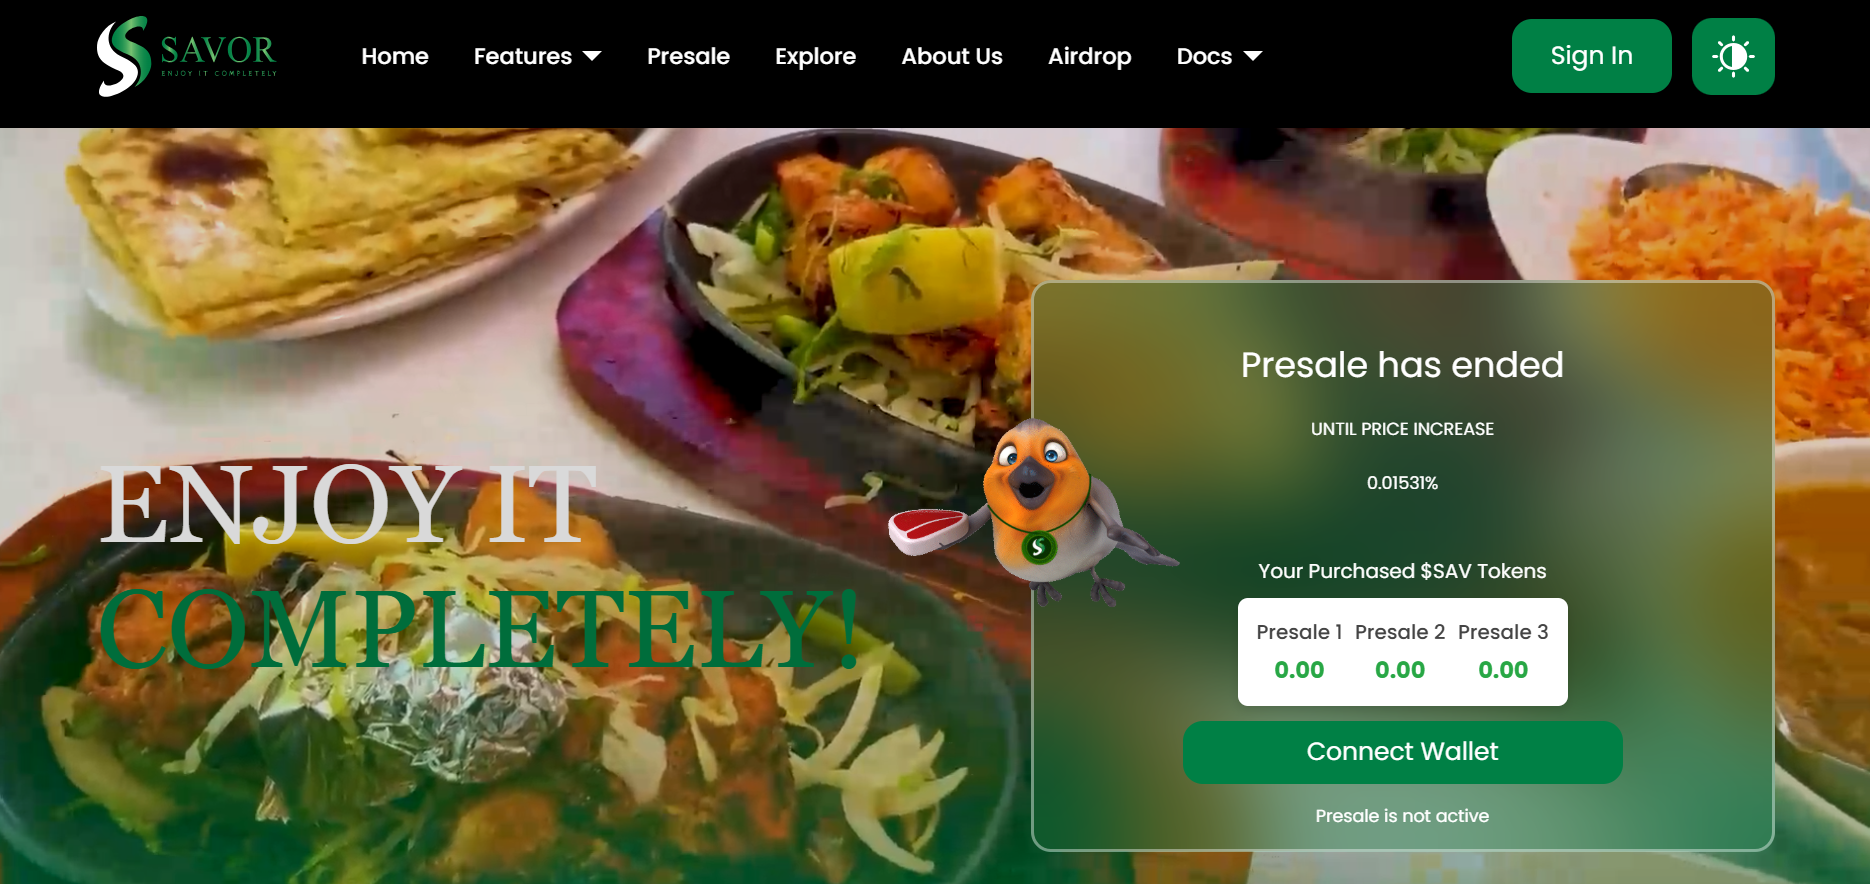 SAVOR
ENJOY IT COMPLETELY
Home Features Presale Explore About Us Airdrop Docs
Sign In
ENJOY IT
COMPLETELY!
Presale has ended
UNTIL PRICE INCREASE
0.01531%
Your Purchased $SAV Tokens
Presale 1 Presale 2 Presale 3
0.00 0.00 0.00
Connect Wallet
Presale is not active